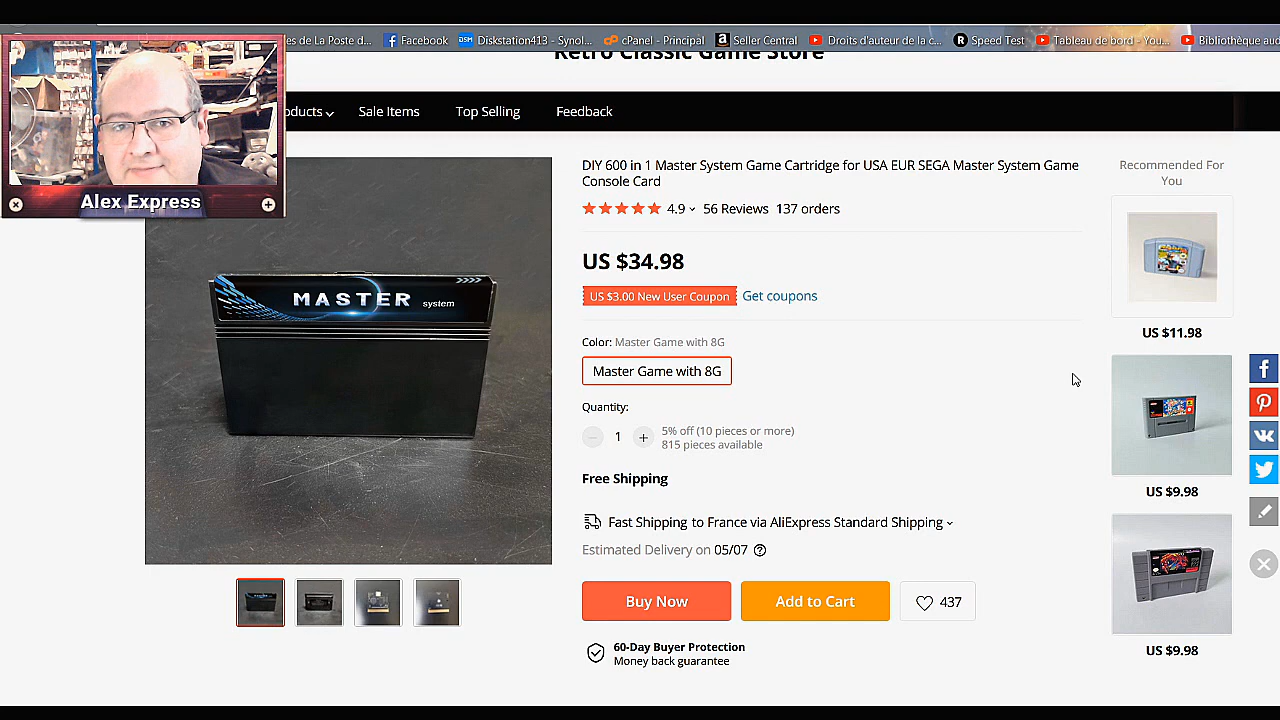 es de La Poste d...
Facebook
DSM Diskstation413 - Synol...
cPanel - Principal
Seller Central
Droits d'auteur de la c...
R Speed Test
Tableau de bord - You...
Bibliothèque aud
Retro Classic Game Store
Alex Express
oducts
Sale Items
Top Selling
Feedback
MASTER system
DIY 600 in 1 Master System Game Cartridge for USA EUR SEGA Master System Game
Console Card
4.9 56 Reviews 137 orders
US $34.98
US $3.00 New User Coupon Get coupons
Color: Master Game with 8G
Master Game with 8G
Quantity:
1
5% off (10 pieces or more)
815 pieces available
Free Shipping
Fast Shipping to France via AliExpress Standard Shipping
Estimated Delivery on 05/07
Buy Now
Add to Cart
437
60-Day Buyer Protection
Money back guarantee
Recommended For
You
US $11.98
US $9.98
US $9.98